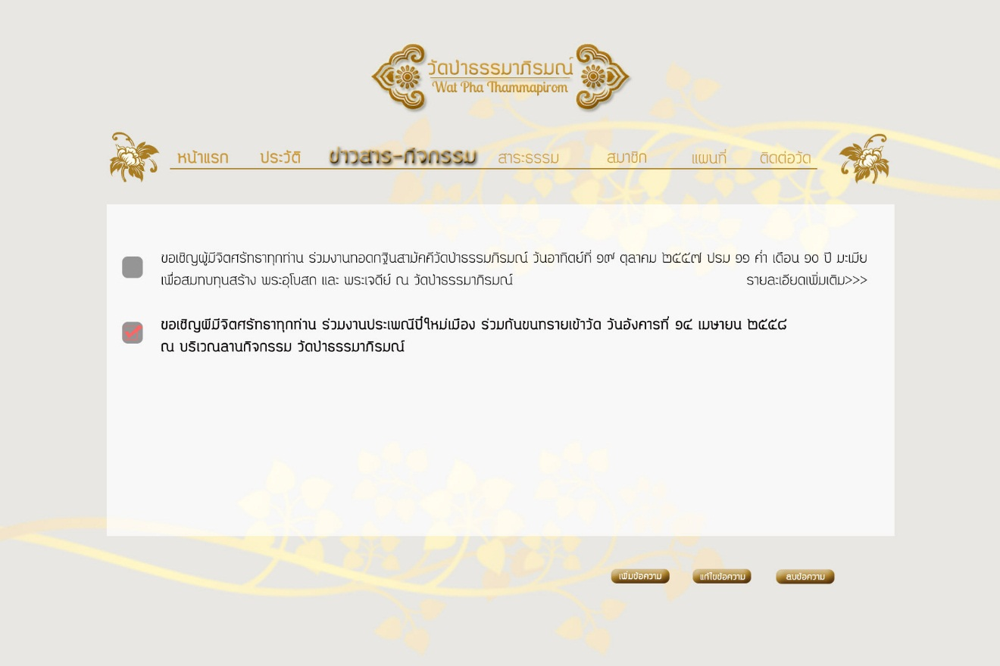 วัดป่าธรรมาภิรมณ์
Wat Pha Thammapirom
หน้าแรก ประวัติ ข่าวสาร-กิจกรรม สาระธรรม สมาชิก แผนที่ ติดต่อวัด
ขอเชิญผู้มีจิตศรัทธาทุกท่าน ร่วมงานทอดกฐินสามัคคีวัดป่าธรรมาภิรมณ์ วันอาทิตย์ที่ ๑๙ ตุลาคม ๒๕๕๗ แรม ๑๑ ค่ำ เดือน ๑๐ ปี มะเมีย
เพื่อสมทบทุนสร้าง พระอุโบสถ และ พระเจดีย์ ณ วัดป่าธรรมาภิรมณ์ รายละเอียดเพิ่มเติม>>>
ขอเชิญพีมีจิตศรัทธาทุกท่าน ร่วมงานประเพณีปี๋ใหม่เมือง ร่วมกันขนทรายเข้าวัด วันอังคารที่ ๑๔ เมษายน ๒๕๕๘
ณ บริเวณลานกิจกรรม วัดป่าธรรมาภิรมณ์
เพิ่มข้อความ แก้ไขข้อความ ลบข้อความ